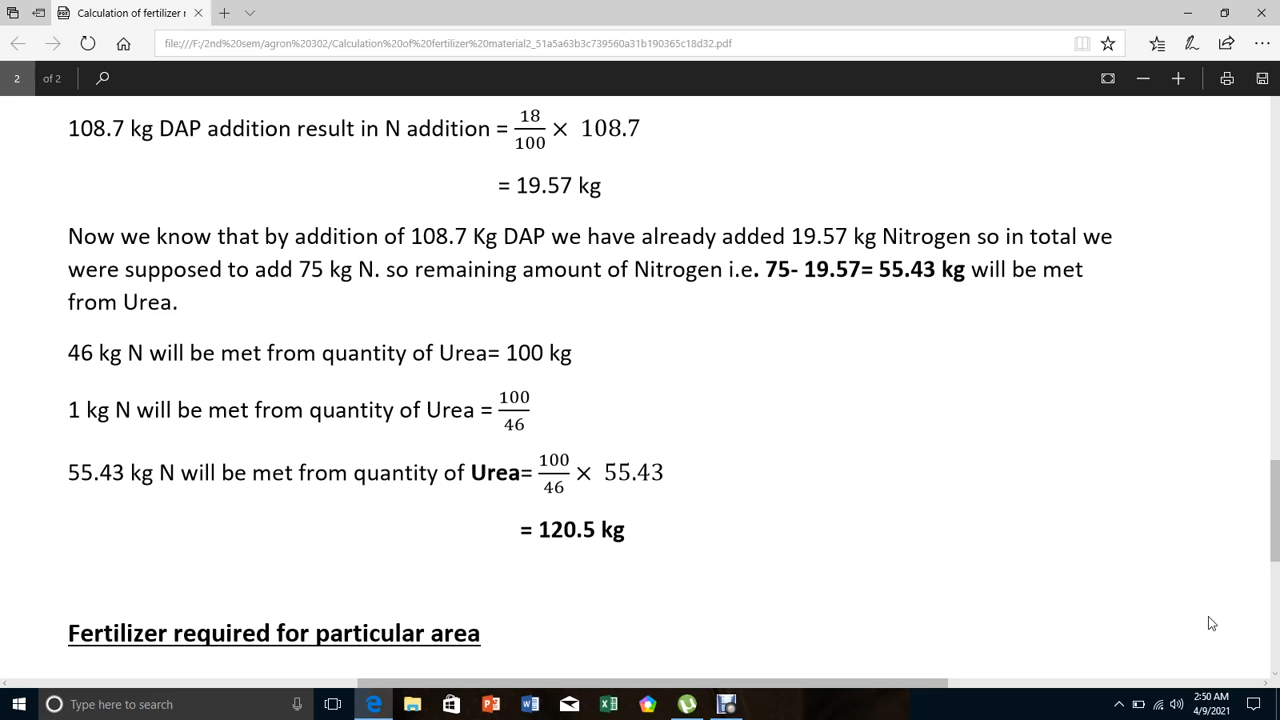 Calculation of fertilizer r
file:///F:/2nd%20sem/agron%20302/Calculation%20of%20fertilizer%20material2_51a5a63b3c739560a31b190365c18d32.pdf
2 of 2
108.7 kg DAP addition result in N addition = 18/100 × 108.7
= 19.57 kg
Now we know that by addition of 108.7 Kg DAP we have already added 19.57 kg Nitrogen so in total we
were supposed to add 75 kg N. so remaining amount of Nitrogen i.e. 75- 19.57= 55.43 kg will be met
from Urea.
46 kg N will be met from quantity of Urea= 100 kg
1 kg N will be met from quantity of Urea = 100/46
55.43 kg N will be met from quantity of Urea= 100/46 × 55.43
= 120.5 kg
Fertilizer required for particular area
Type here to search
2:50 AM
4/9/2021